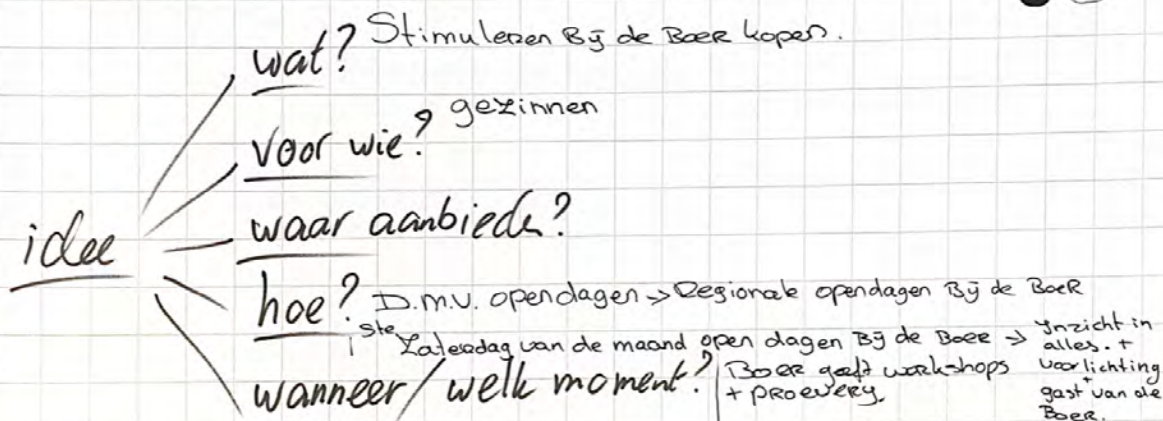 wat? Stimuleren Bij de Boer kopen.
voor wie? gezinnen
waar aanbieden?
idee
hoe? D.m.v. opendagen -> Regionale opendagen Bij de Boer
1ste Zaterdag van de maand open dagen Bij de Boer -> Inzicht in alles. +
wanneer / welk moment? Boer geeft workshops voorlichting
+ proeverij. + gast van de
Boer.